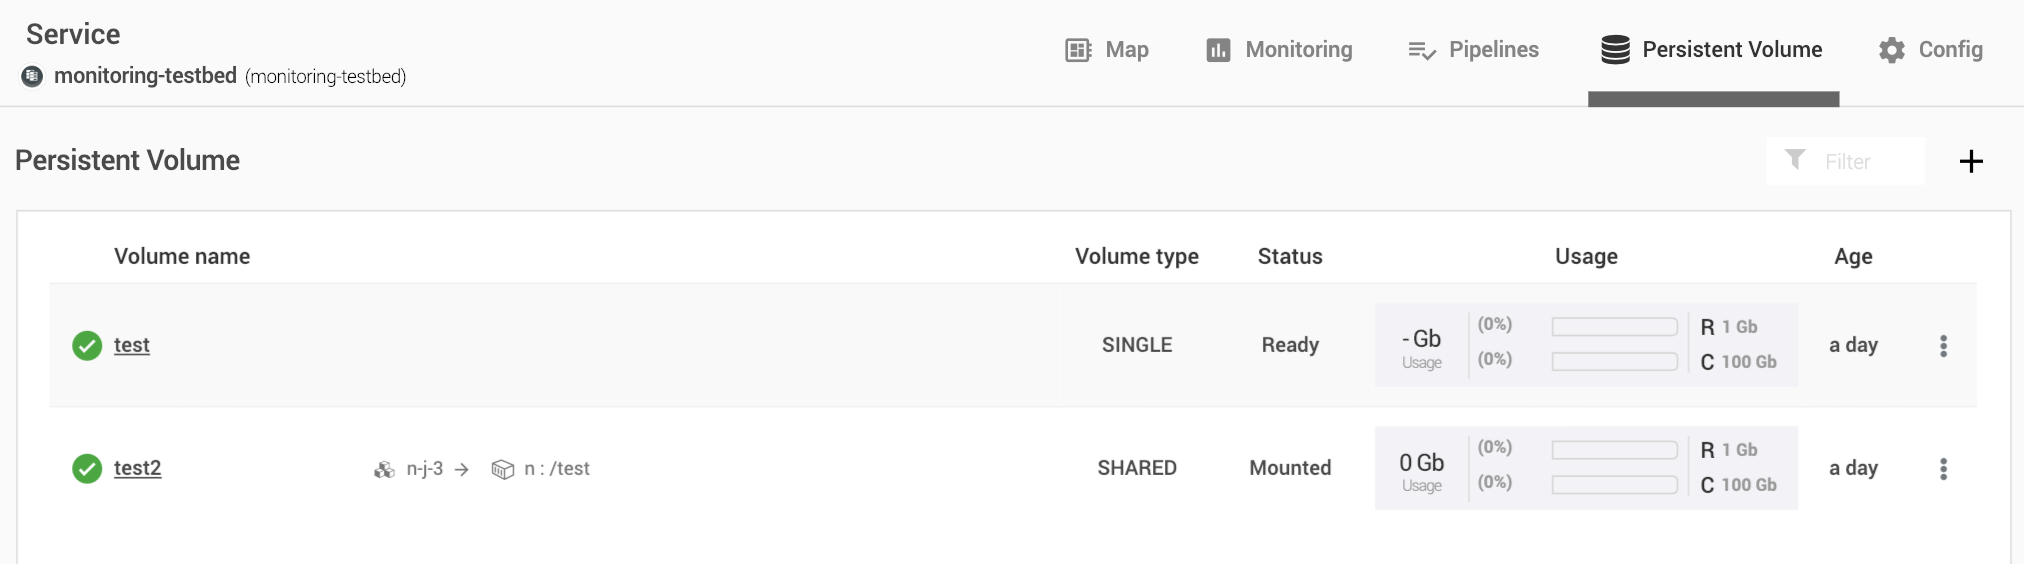 Service
monitoring-testbed (monitoring-testbed)
Map Monitoring Pipelines Persistent Volume Config
Persistent Volume
Filter
Volume name Volume type Status Usage Age
test SINGLE Ready - Gb Usage (0%) (0%) R 1 Gb C 100 Gb a day
test2 n-j-3 → n : /test SHARED Mounted 0 Gb Usage (0%) (0%) R 1 Gb C 100 Gb a day